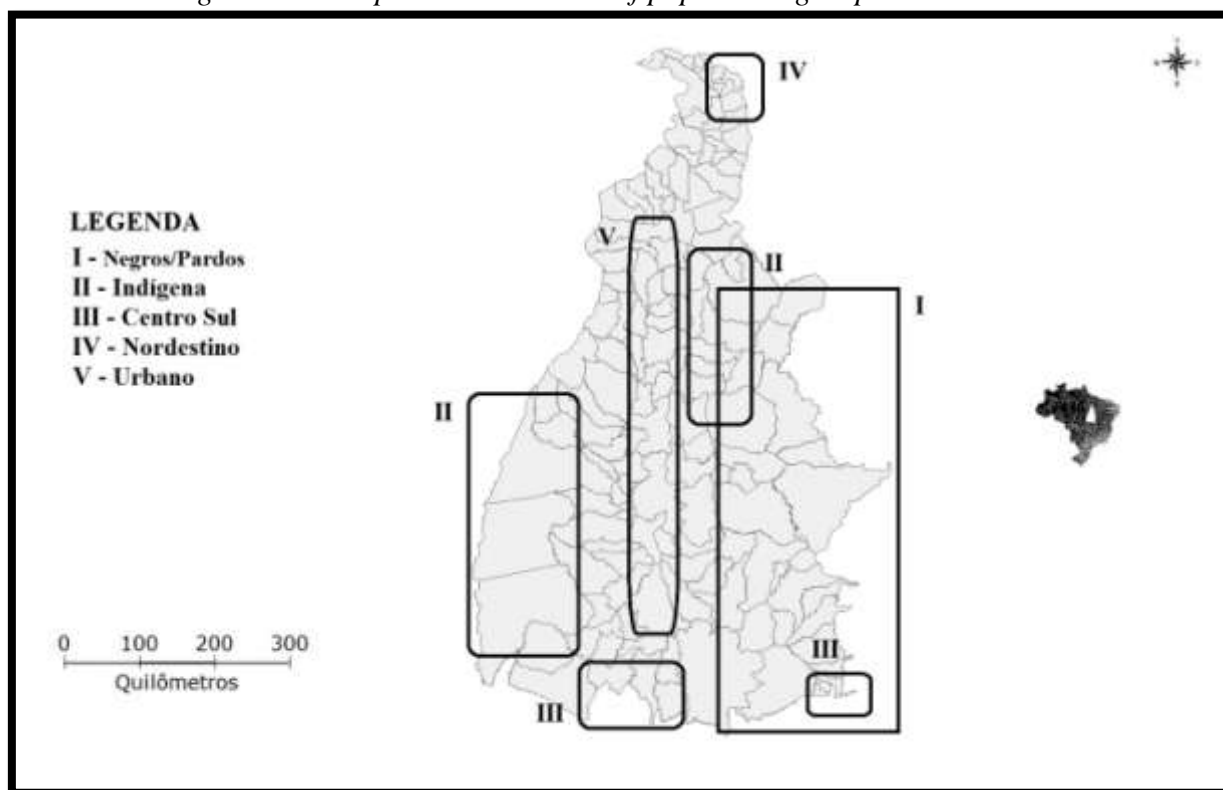 IV
LEGENDA
I - Negros/Pardos
II - Indígena
III - Centro Sul
IV - Nordestino
V - Urbano
V
II
I
II
III
III
0 100 200 300
Quilômetros